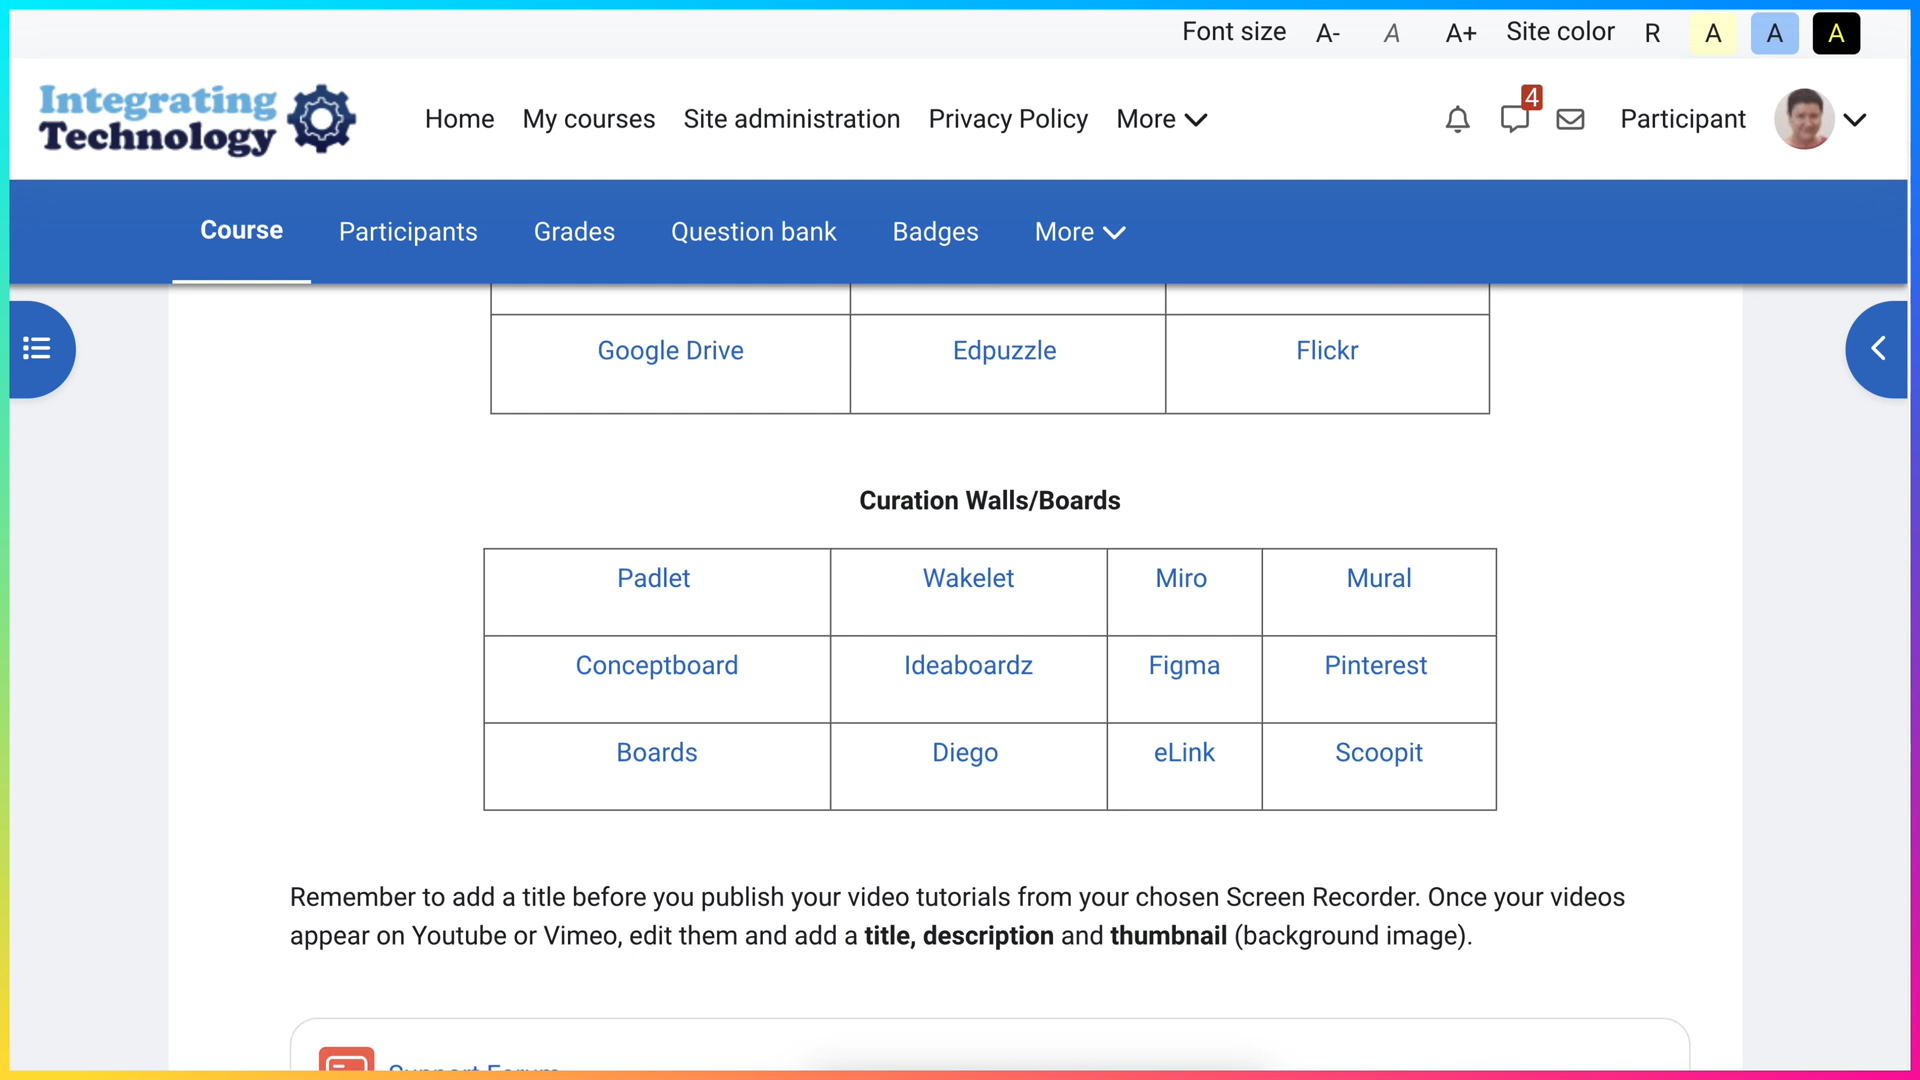 Font size A- A A+ Site color R A A A
Integrating
Technology
Home My courses Site administration Privacy Policy More 4 Participant
Course Participants Grades Question bank Badges More
Google Drive Edpuzzle Flickr
Curation Walls/Boards
Padlet Wakelet Miro Mural
Conceptboard Ideaboardz Figma Pinterest
Boards Diego eLink Scoopit
Remember to add a title before you publish your video tutorials from your chosen Screen Recorder. Once your videos
appear on Youtube or Vimeo, edit them and add a title, description and thumbnail (background image).
Support Forum